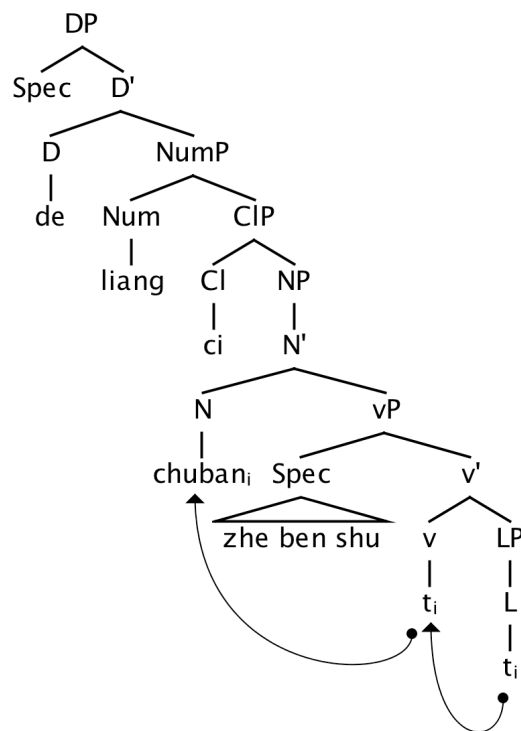 DP
Spec D'
D NumP
de Num ClP
liang Cl NP
ci N'
N vP
chubanᵢ Spec v'
zhe ben shu v LP
tᵢ L
tᵢ